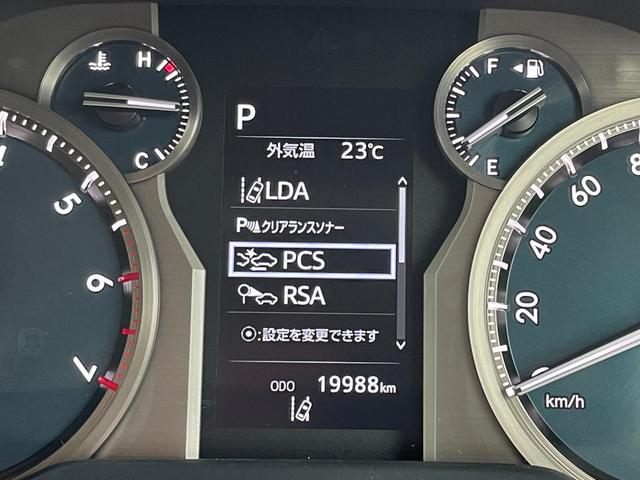 H
C
F
E
P
外気温 23℃
LDA
P クリアランスソナー
PCS
RSA
:設定を変更できます
ODO 19988km
5
6
7
0
20
40
60
km/h